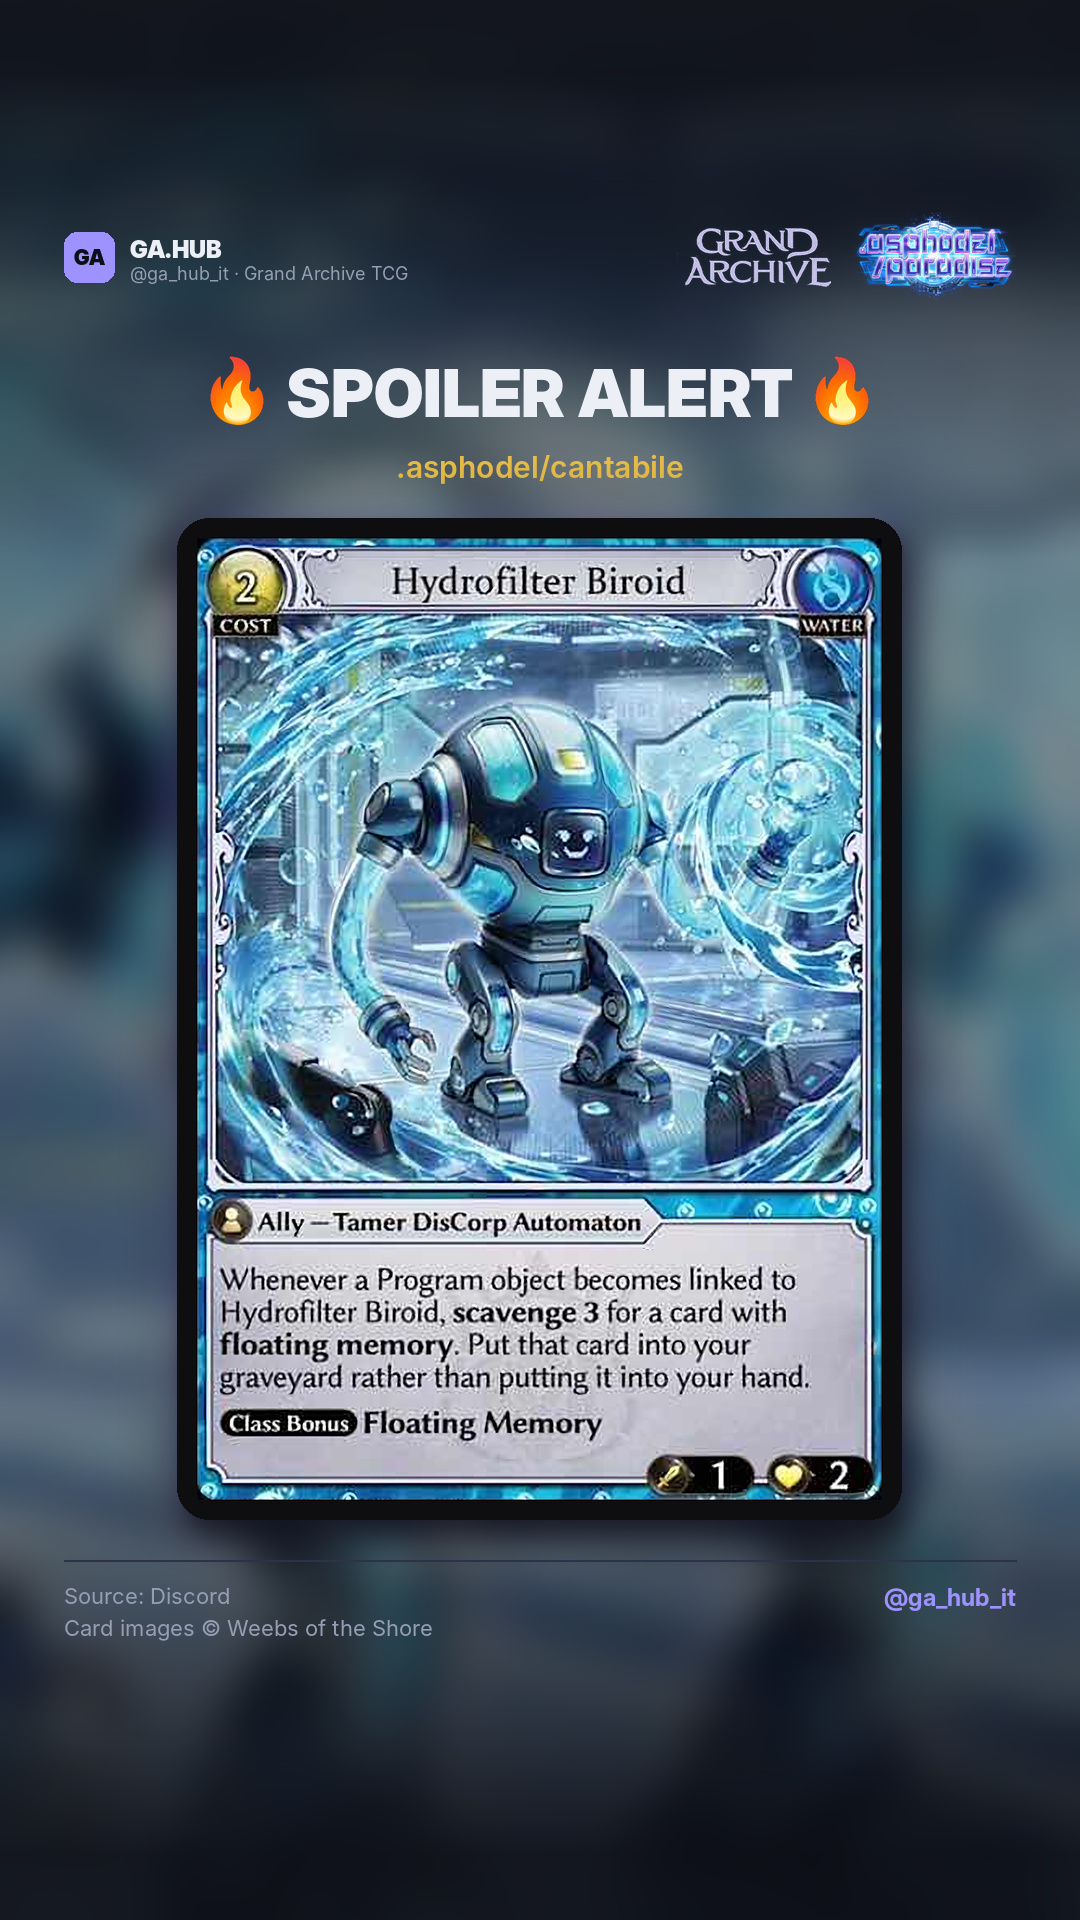 GA
GA.HUB
@ga_hub_it · Grand Archive TCG
GRAND
ARCHIVE
.asphodel
/paradise
🔥 SPOILER ALERT 🔥
.asphodel/cantabile
2
COST
Hydrofilter Biroid
WATER
Ally — Tamer DisCorp Automaton
Whenever a Program object becomes linked to
Hydrofilter Biroid, scavenge 3 for a card with
floating memory. Put that card into your
graveyard rather than putting it into your hand.
Class Bonus Floating Memory
1
2
Source: Discord
Card images © Weebs of the Shore
@ga_hub_it